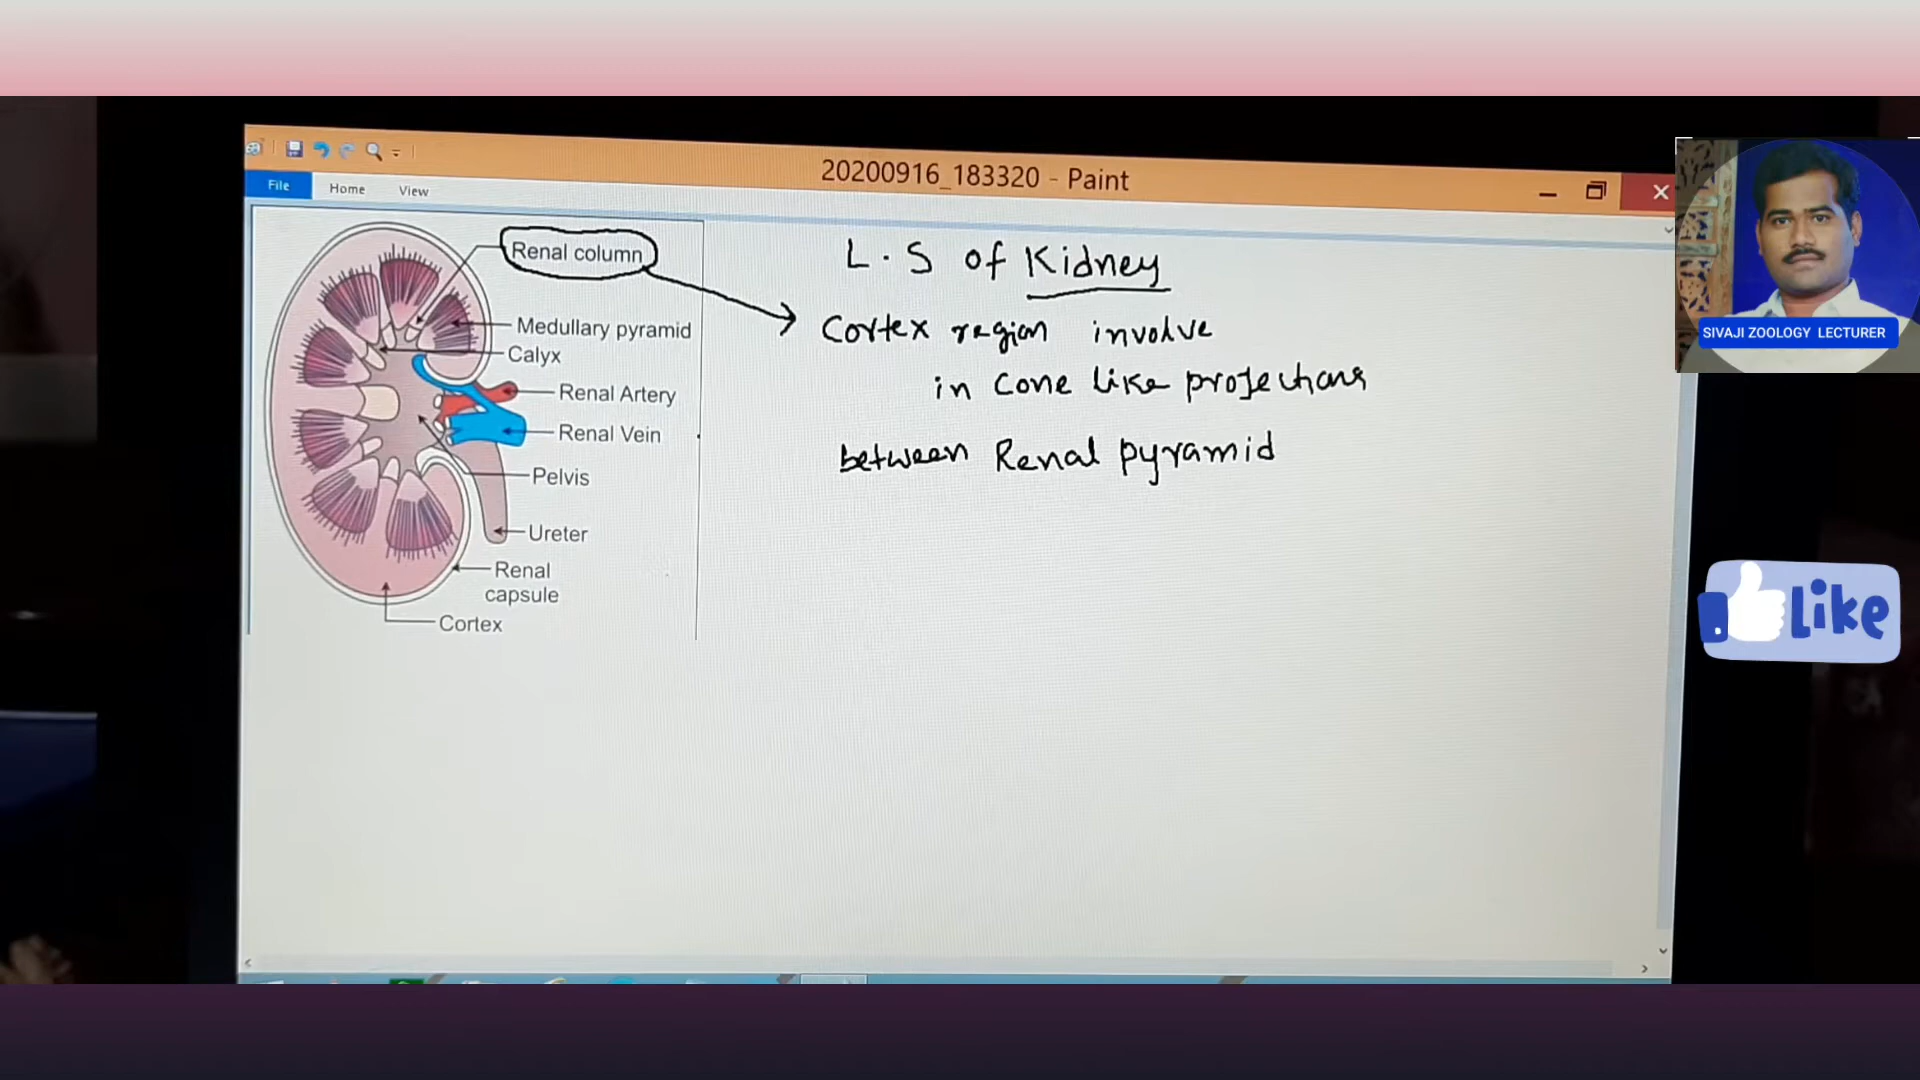 20200916_183320 - Paint
File Home View
Renal column
Medullary pyramid
Calyx
Renal Artery
Renal Vein
Pelvis
Ureter
Renal
capsule
Cortex
L.S of Kidney
Cortex region involve
in Cone like projections
between Renal pyramid
SIVAJI ZOOLOGY LECTURER
Like